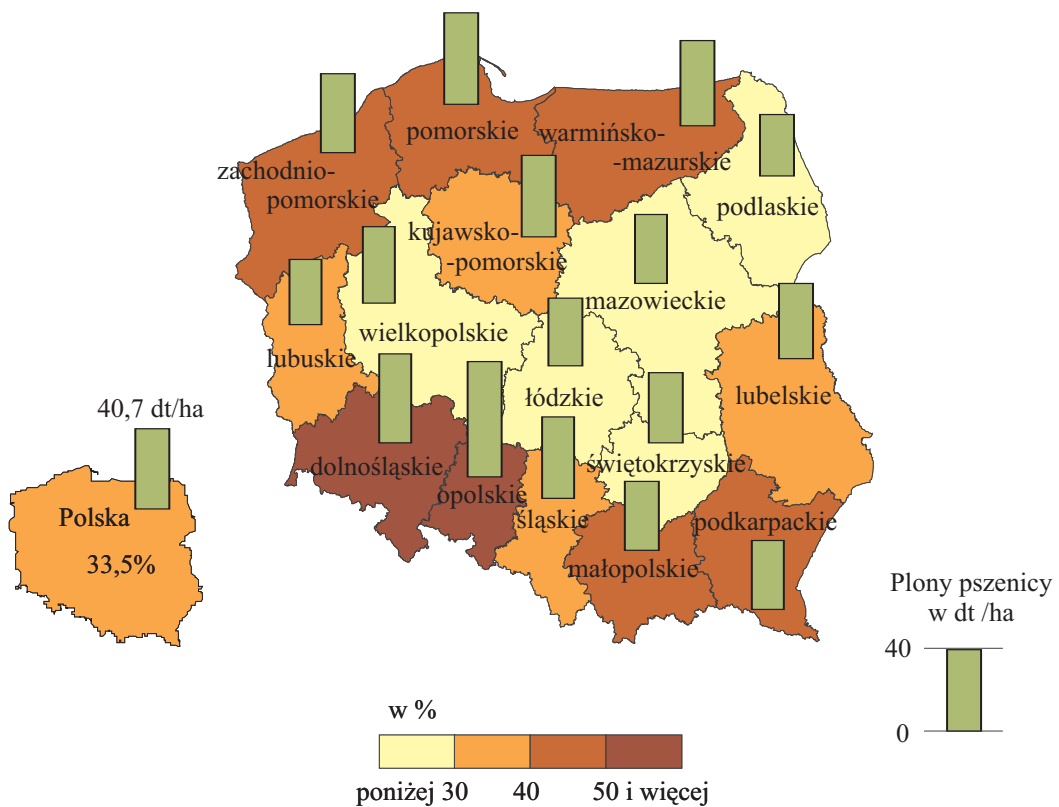 pomorskie
warmińsko-
-mazurskie
zachodnio-
pomorskie
podlaskie
kujawsko-
-pomorskie
mazowieckie
wielkopolskie
lubuskie
łódzkie
lubelskie
40,7 dt/ha
dolnośląskie
świętokrzyskie
opolskie
śląskie
podkarpackie
Polska
33,5%
małopolskie
Plony pszenicy
w dt /ha
40
0
w %
poniżej 30 40 50 i więcej